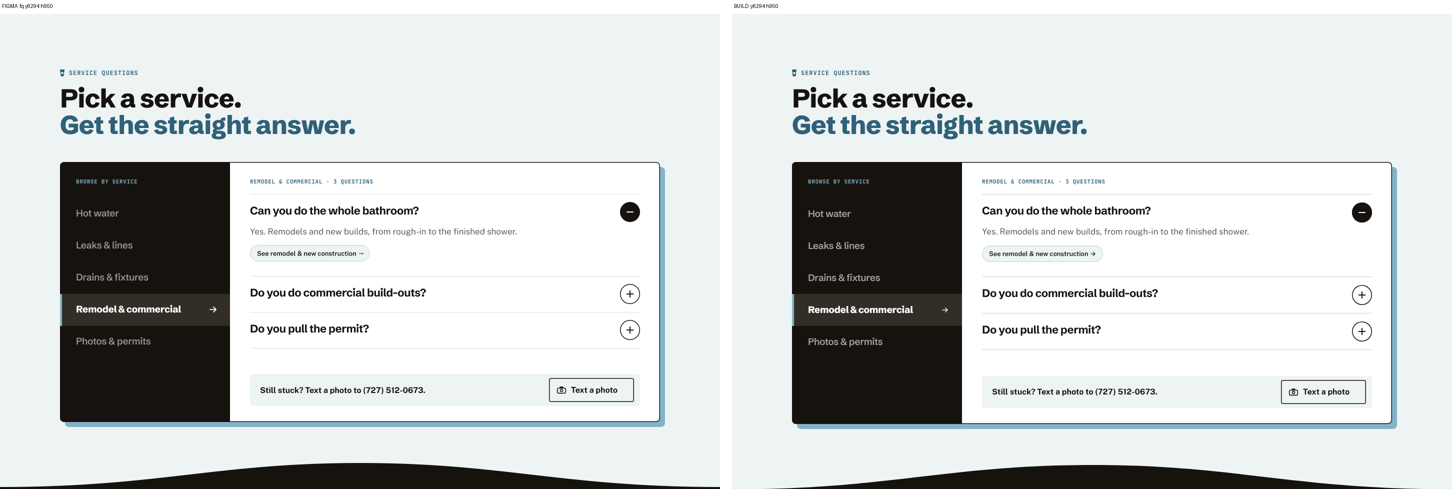 FIGMA fq y6294 h950
SERVICE QUESTIONS
Pick a service.
Get the straight answer.
BROWSE BY SERVICE
Hot water
Leaks & lines
Drains & fixtures
Remodel & commercial →
Photos & permits
REMODEL & COMMERCIAL · 3 QUESTIONS
Can you do the whole bathroom?
Yes. Remodels and new builds, from rough-in to the finished shower.
See remodel & new construction →
Do you do commercial build-outs?
Do you pull the permit?
Still stuck? Text a photo to (727) 512-0673.
Text a photo
BUILD y6294 h950
SERVICE QUESTIONS
Pick a service.
Get the straight answer.
BROWSE BY SERVICE
Hot water
Leaks & lines
Drains & fixtures
Remodel & commercial →
Photos & permits
REMODEL & COMMERCIAL · 3 QUESTIONS
Can you do the whole bathroom?
Yes. Remodels and new builds, from rough-in to the finished shower.
See remodel & new construction →
Do you do commercial build-outs?
Do you pull the permit?
Still stuck? Text a photo to (727) 512-0673.
Text a photo